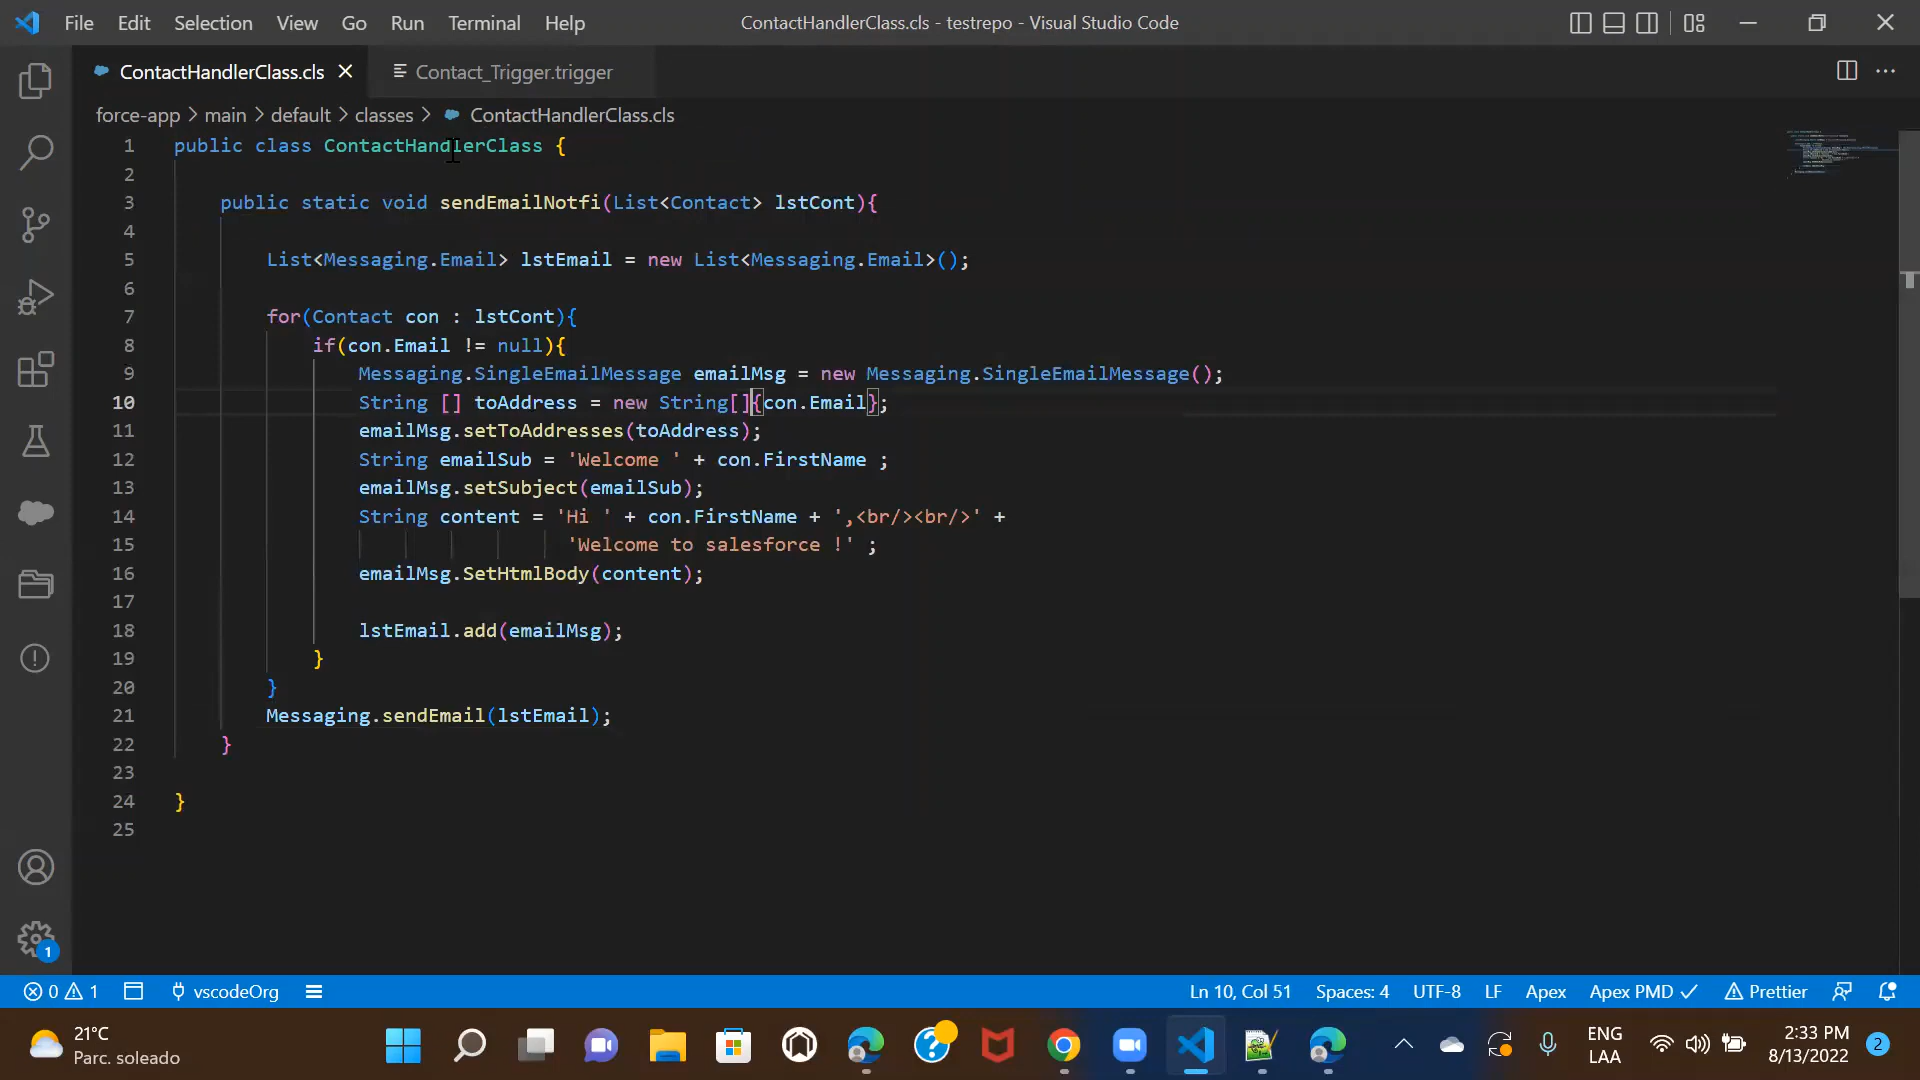 File Edit Selection View Go Run Terminal Help ContactHandlerClass.cls - testrepo - Visual Studio Code
ContactHandlerClass.cls Contact_Trigger.trigger
force-app > main > default > classes > ContactHandlerClass.cls
1 public class ContactHandlerClass {
2
3 public static void sendEmailNotfi(List<Contact> lstCont){
4
5 List<Messaging.Email> lstEmail = new List<Messaging.Email>();
6
7 for(Contact con : lstCont){
8 if(con.Email != null){
9 Messaging.SingleEmailMessage emailMsg = new Messaging.SingleEmailMessage();
10 String [] toAddress = new String[]{con.Email};
11 emailMsg.setToAddresses(toAddress);
12 String emailSub = 'Welcome ' + con.FirstName ;
13 emailMsg.setSubject(emailSub);
14 String content = 'Hi ' + con.FirstName + ',<br/><br/>' +
15 'Welcome to salesforce !' ;
16 emailMsg.SetHtmlBody(content);
17
18 lstEmail.add(emailMsg);
19 }
20 }
21 Messaging.sendEmail(lstEmail);
22 }
23
24 }
25
1
0 1 vscodeOrg Ln 10, Col 51 Spaces: 4 UTF-8 LF Apex Apex PMD Prettier
21°C
Parc. soleado
ENG
LAA
2:33 PM
8/13/2022
2